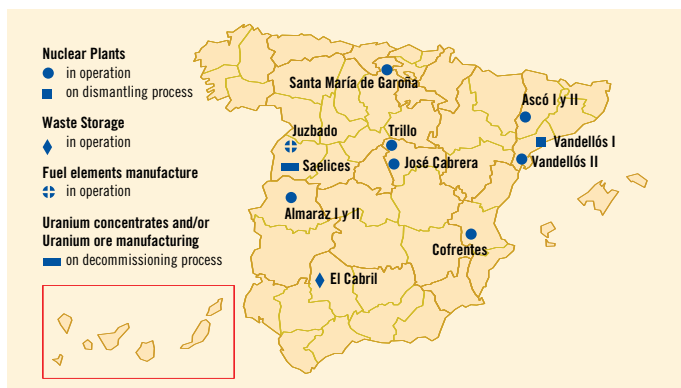 Nuclear Plants
in operation
on dismantling process
Waste Storage
in operation
Fuel elements manufacture
in operation
Uranium concentrates and/or
Uranium ore manufacturing
on decommissioning process
Santa María de Garoña
Ascó I y II
Juzbado
Trillo
Vandellós I
Saelices
José Cabrera
Vandellós II
Almaraz I y II
Cofrentes
El Cabril